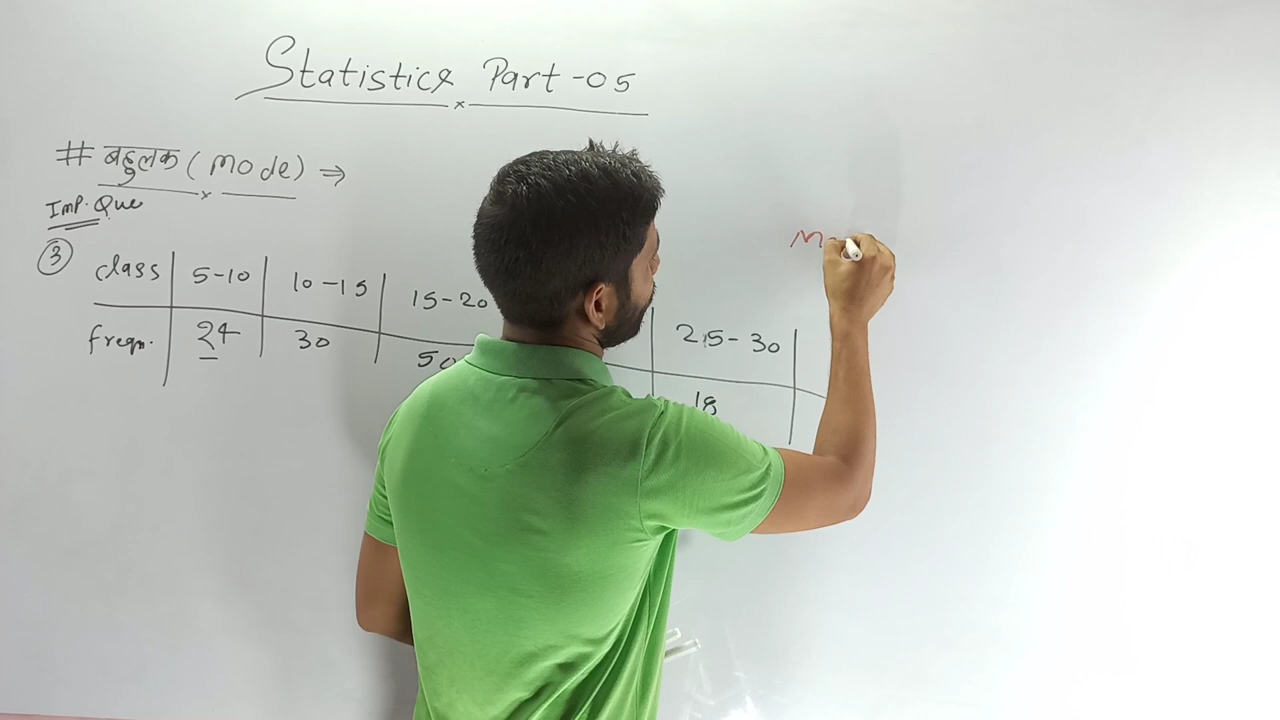 Statistics Part-05
# बहुलक (Mode) ⇒
Imp. Que
③ class | 5-10 | 10-15 | 15-20 | 25-30
freqn. | 24 | 30 | 50 | 18